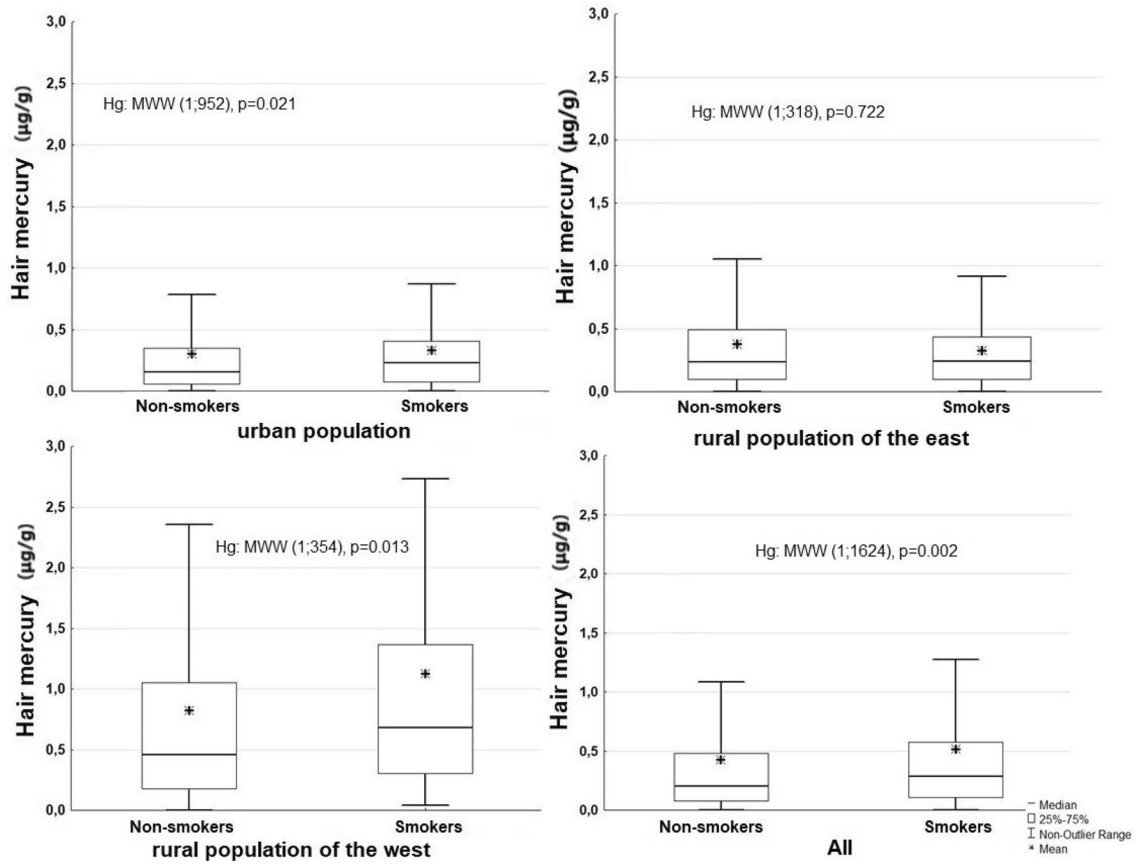 3,0
2,5
2,0
1,5
1,0
0,5
0,0
Hair mercury (µg/g)
Hg: MWW (1;952), p=0.021
Non-smokers Smokers
urban population
3,0
2,5
2,0
1,5
1,0
0,5
0,0
Hair mercury (µg/g)
Hg: MWW (1;318), p=0.722
Non-smokers Smokers
rural population of the east
3,0
2,5
2,0
1,5
1,0
0,5
0,0
Hair mercury (µg/g)
Hg: MWW (1;354), p=0.013
Non-smokers Smokers
rural population of the west
3,0
2,5
2,0
1,5
1,0
0,5
0,0
Hair mercury (µg/g)
Hg: MWW (1;1624), p=0.002
Non-smokers Smokers
All
Median
25%-75%
Non-Outlier Range
Mean